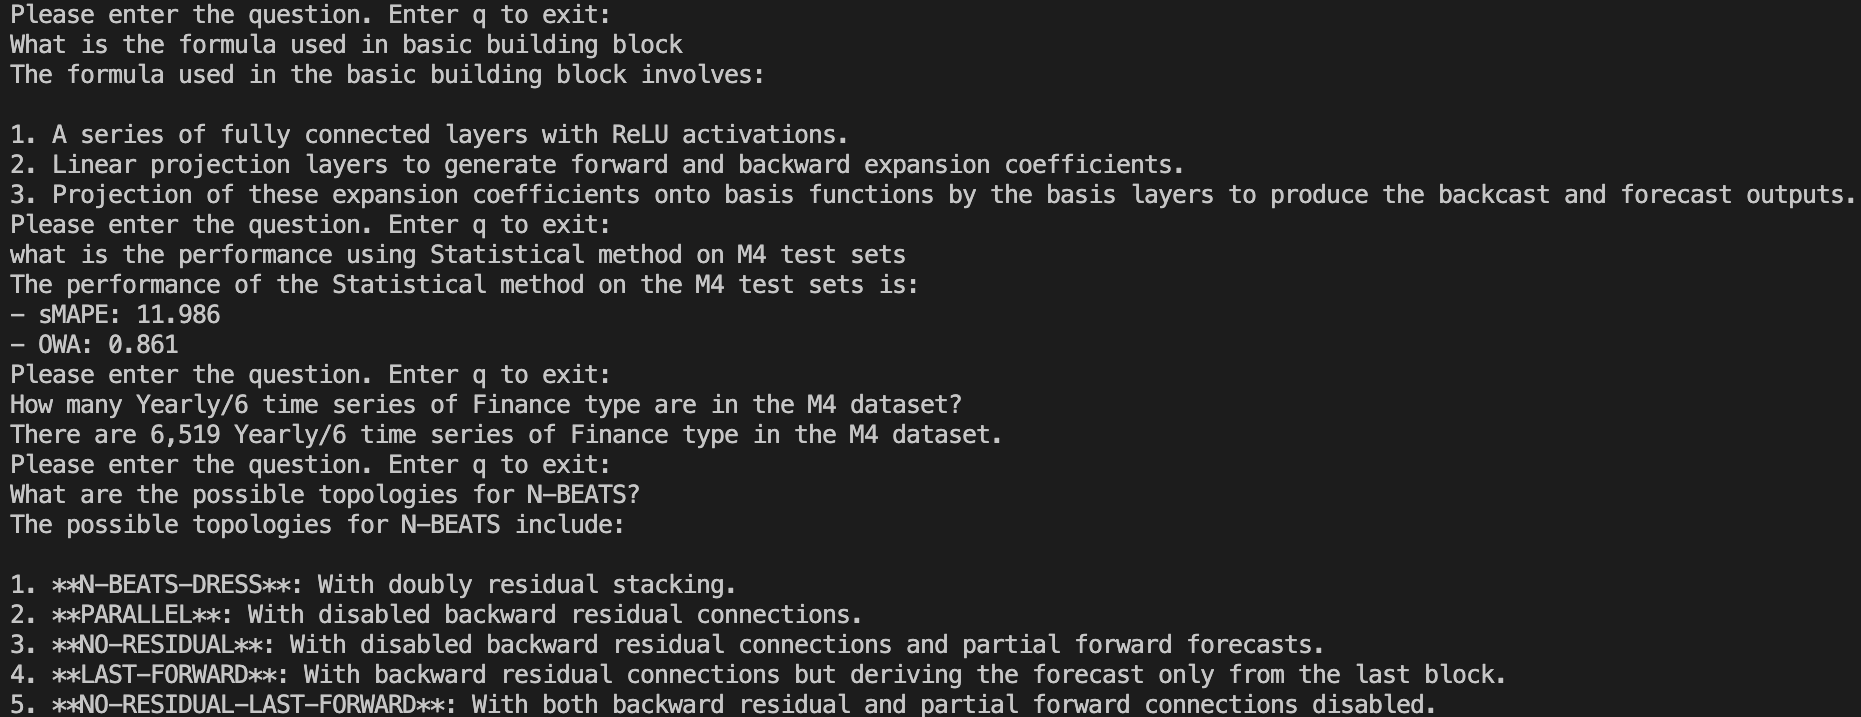 Please enter the question. Enter q to exit:
What is the formula used in basic building block
The formula used in the basic building block involves:
1. A series of fully connected layers with ReLU activations.
2. Linear projection layers to generate forward and backward expansion coefficients.
3. Projection of these expansion coefficients onto basis functions by the basis layers to produce the backcast and forecast outputs.
Please enter the question. Enter q to exit:
what is the performance using Statistical method on M4 test sets
The performance of the Statistical method on the M4 test sets is:
- sMAPE: 11.986
- OWA: 0.861
Please enter the question. Enter q to exit:
How many Yearly/6 time series of Finance type are in the M4 dataset?
There are 6,519 Yearly/6 time series of Finance type in the M4 dataset.
Please enter the question. Enter q to exit:
What are the possible topologies for N-BEATS?
The possible topologies for N-BEATS include:
1. **N-BEATS-DRESS**: With doubly residual stacking.
2. **PARALLEL**: With disabled backward residual connections.
3. **NO-RESIDUAL**: With disabled backward residual connections and partial forward forecasts.
4. **LAST-FORWARD**: With backward residual connections but deriving the forecast only from the last block.
5. **NO-RESIDUAL-LAST-FORWARD**: With both backward residual and partial forward connections disabled.